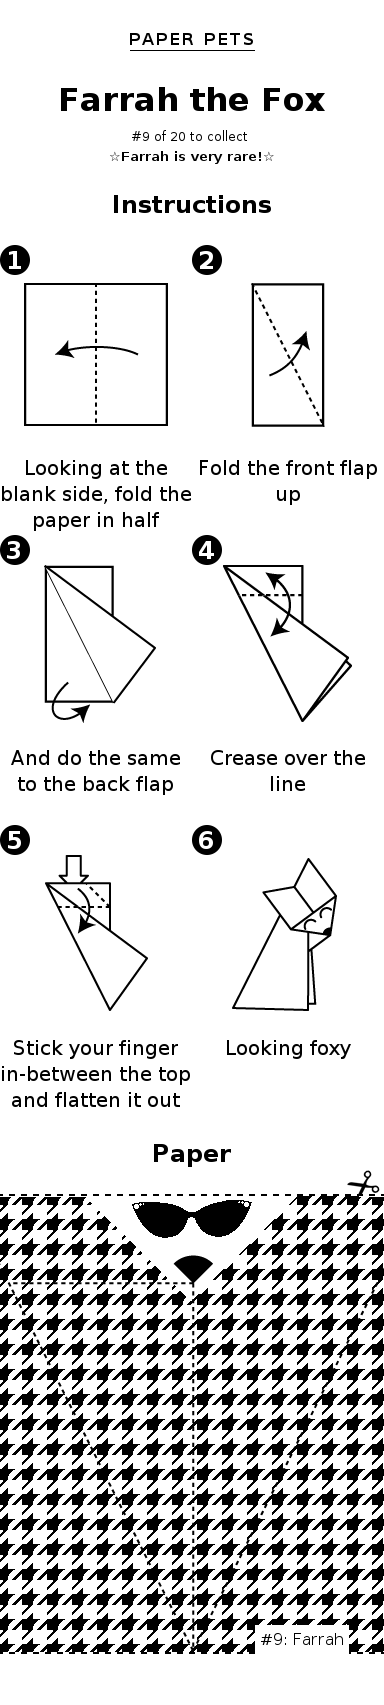 PAPER PETS
Farrah the Fox
#9 of 20 to collect
☆Farrah is very rare!☆
Instructions
1
2
Looking at the
blank side, fold the
paper in half
Fold the front flap
up
3
4
And do the same
to the back flap
Crease over the
line
5
6
Stick your finger
in-between the top
and flatten it out
Looking foxy
Paper
#9: Farrah